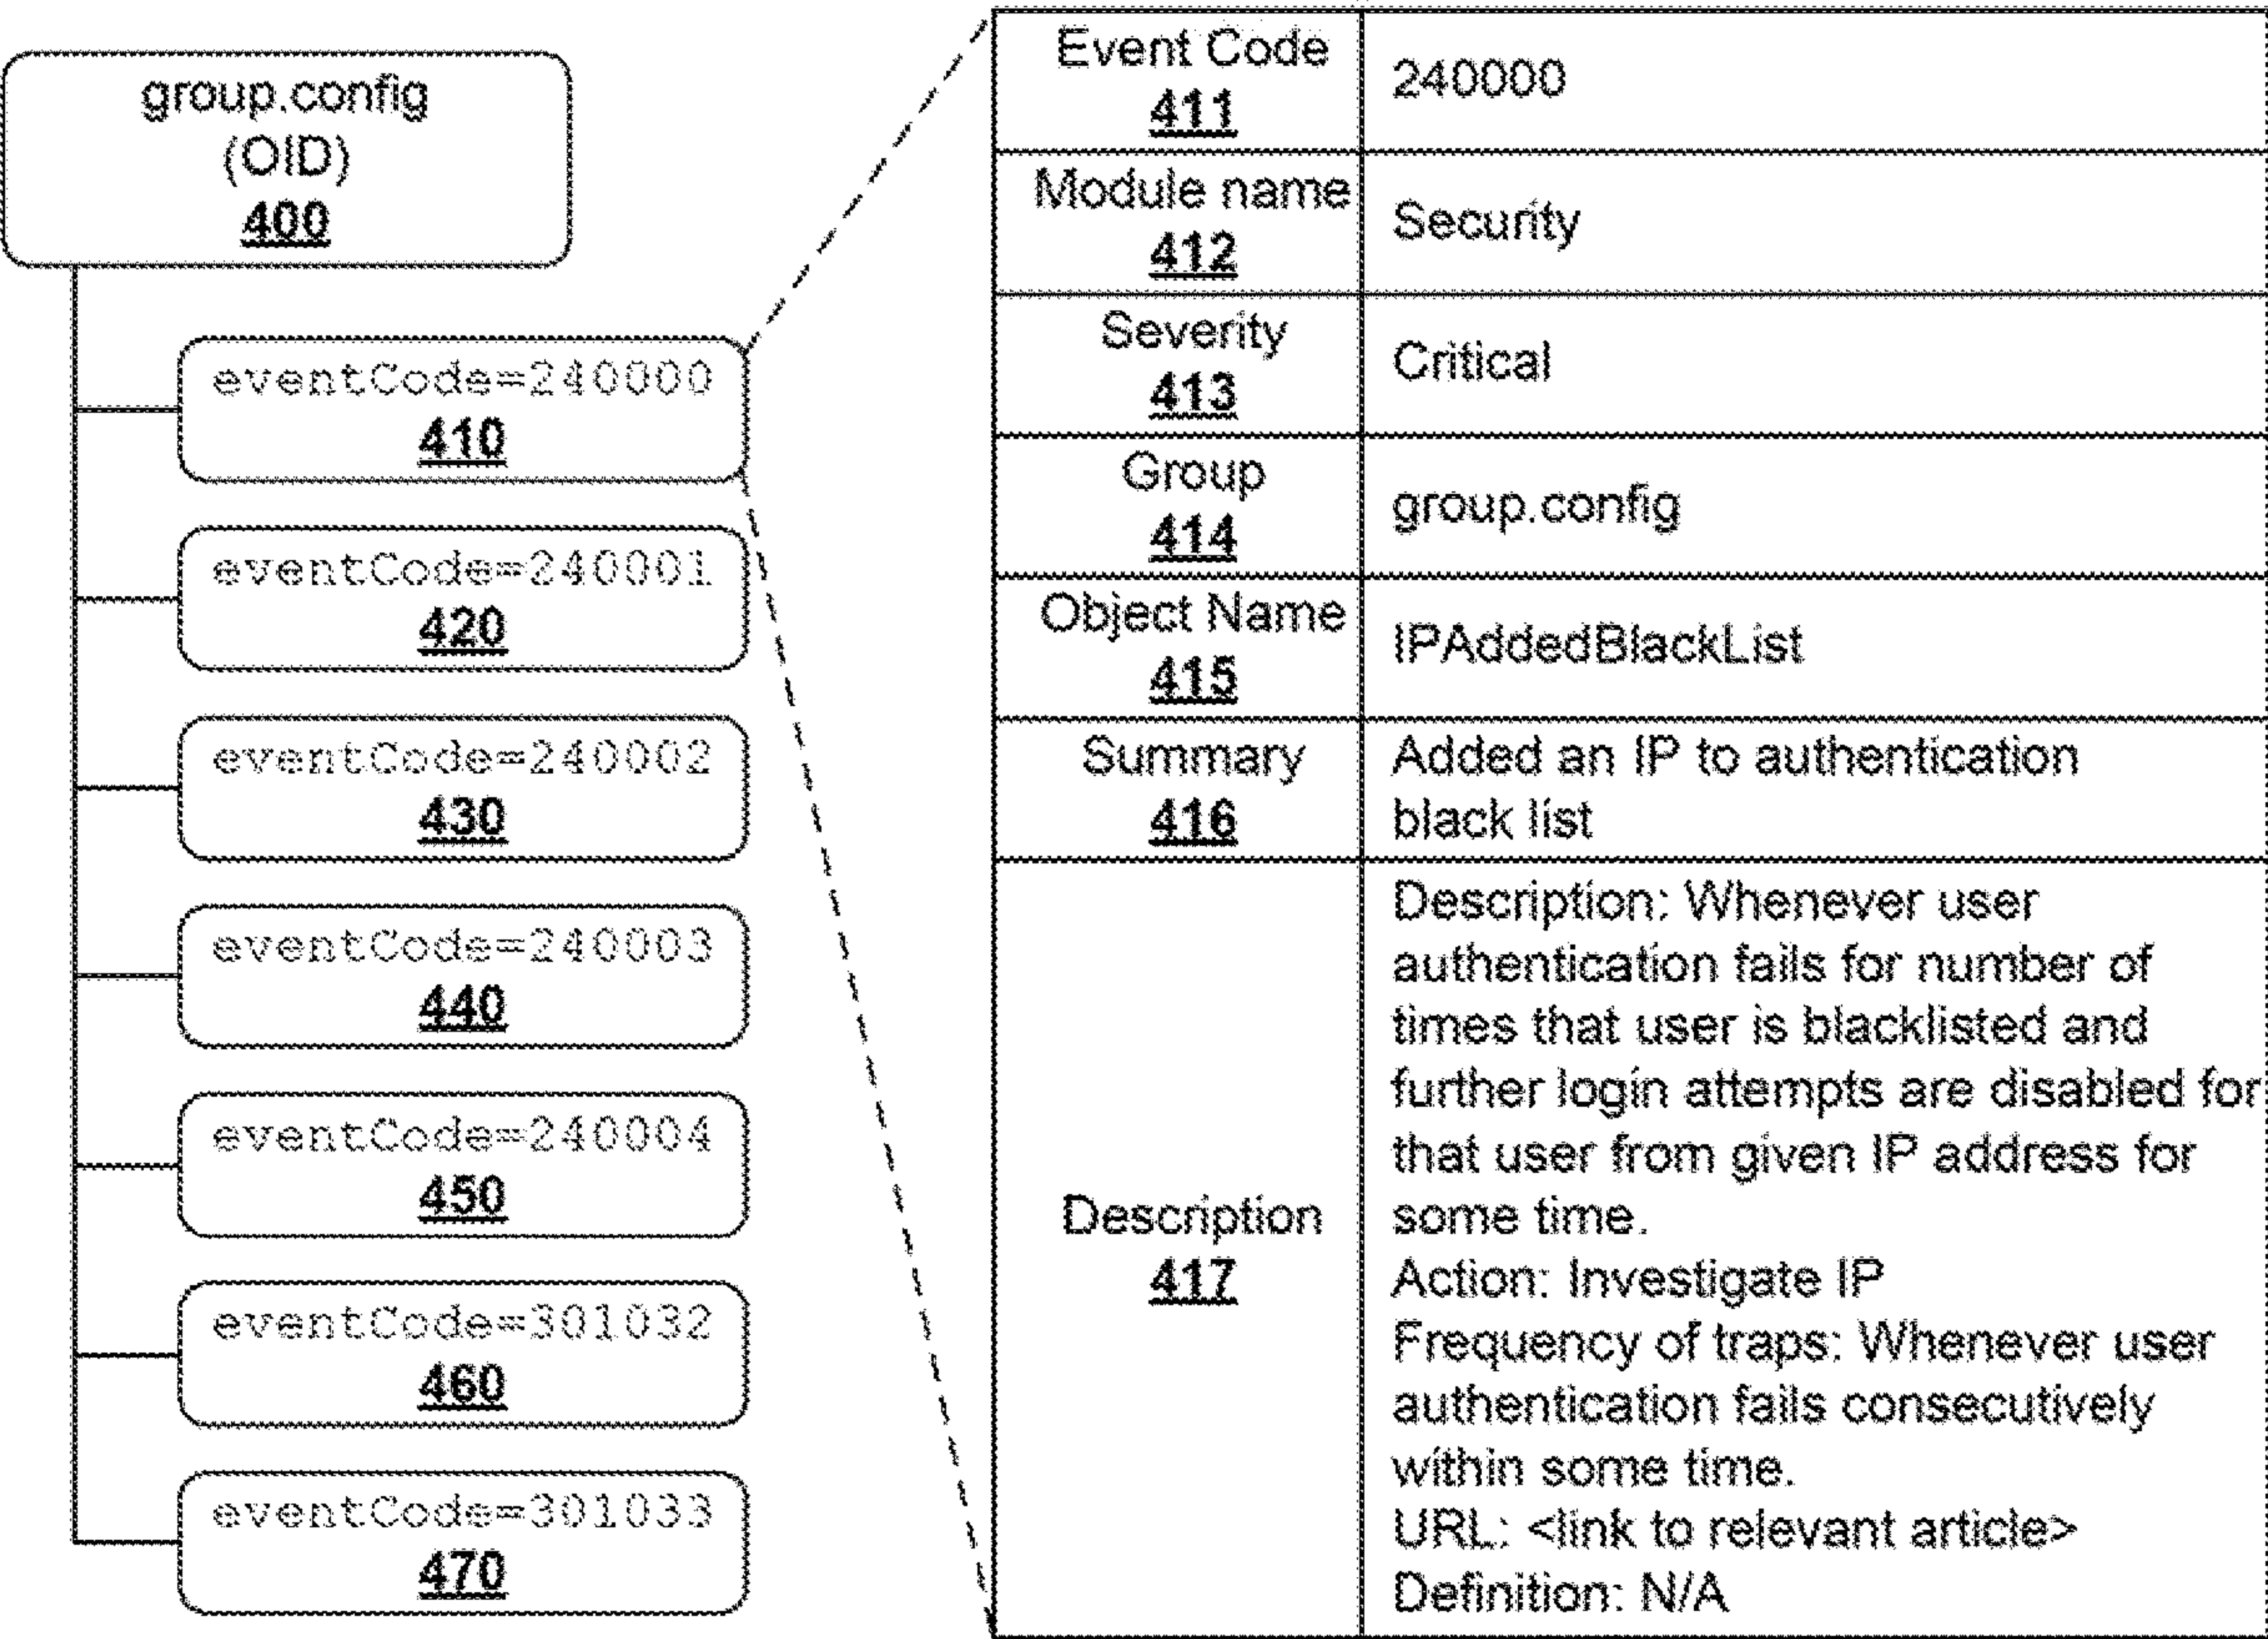 group.config
(OID)
400
eventCode=240000
410
eventCode=240001
420
eventCode=240002
430
eventCode=240003
440
eventCode=240004
450
eventCode=301032
460
eventCode=301033
470
Event Code
411
240000
Module name
412
Security
Severity
413
Critical
Group
414
group.config
Object Name
415
IPAddedBlackList
Summary
416
Added an IP to authentication
black list
Description
417
Description: Whenever user
authentication fails for number of
times that user is blacklisted and
further login attempts are disabled for
that user from given IP address for
some time.
Action: Investigate IP
Frequency of traps: Whenever user
authentication fails consecutively
within some time.
URL: <link to relevant article>
Definition: N/A